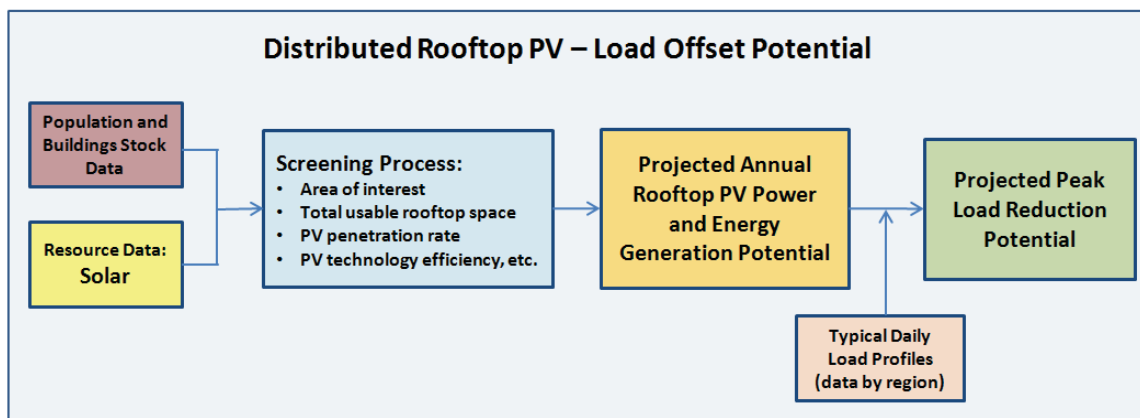 Distributed Rooftop PV – Load Offset Potential
Population and
Buildings Stock
Data
Resource Data:
Solar
Screening Process:
• Area of interest
• Total usable rooftop space
• PV penetration rate
• PV technology efficiency, etc.
Projected Annual
Rooftop PV Power
and Energy
Generation Potential
Projected Peak
Load Reduction
Potential
Typical Daily
Load Profiles
(data by region)